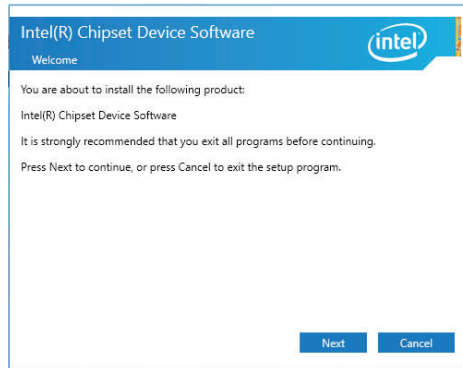 Intel(R) Chipset Device Software
intel
Welcome
You are about to install the following product:
Intel(R) Chipset Device Software
It is strongly recommended that you exit all programs before continuing.
Press Next to continue, or press Cancel to exit the setup program.
Next Cancel